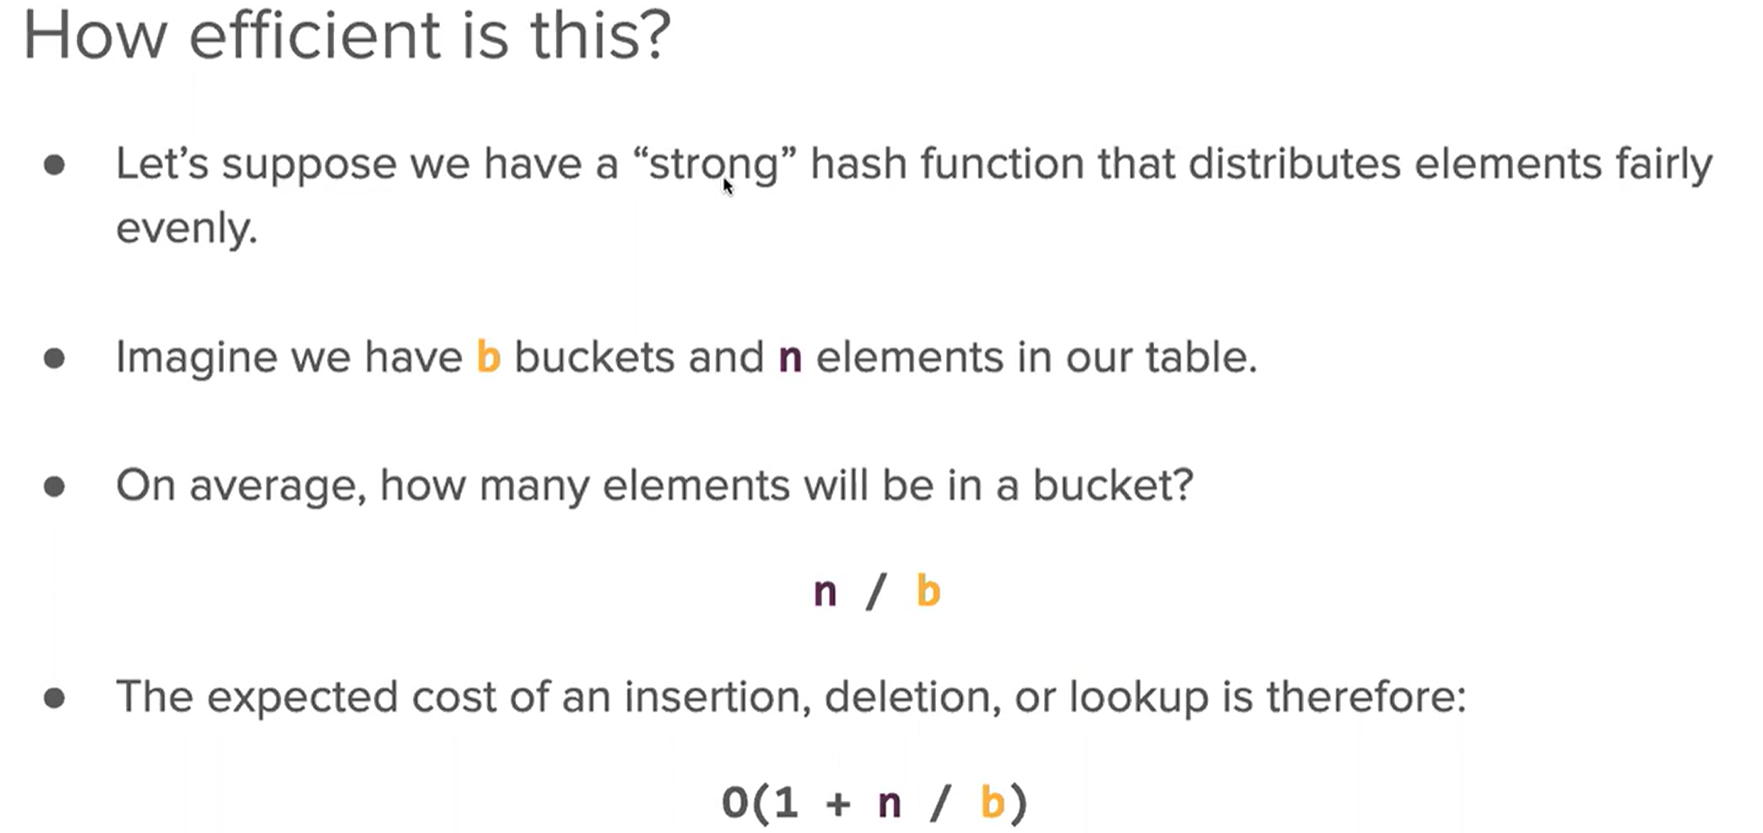 How efficient is this?
● Let’s suppose we have a “strong” hash function that distributes elements fairly
evenly.
● Imagine we have b buckets and n elements in our table.
● On average, how many elements will be in a bucket?
n / b
● The expected cost of an insertion, deletion, or lookup is therefore:
O(1 + n / b)